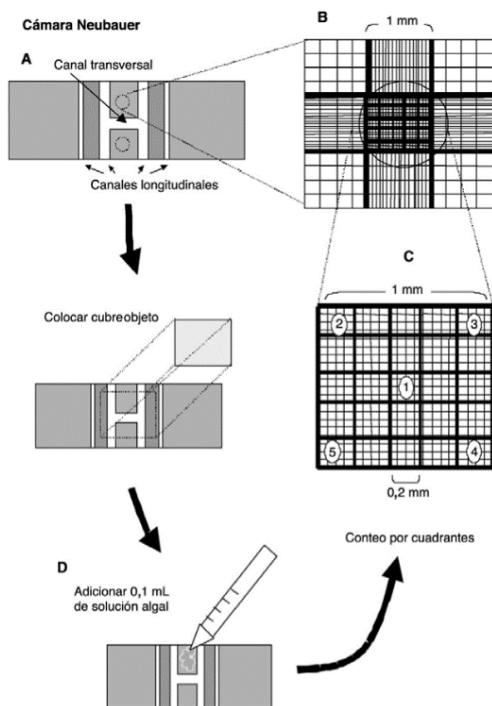 Cámara Neubauer
A
Canal transversal
Canales longitudinales
B
1 mm
C
1 mm
2
3
1
5
4
0,2 mm
Colocar cubreobjeto
D
Adicionar 0,1 mL
de solución algal
Conteo por cuadrantes